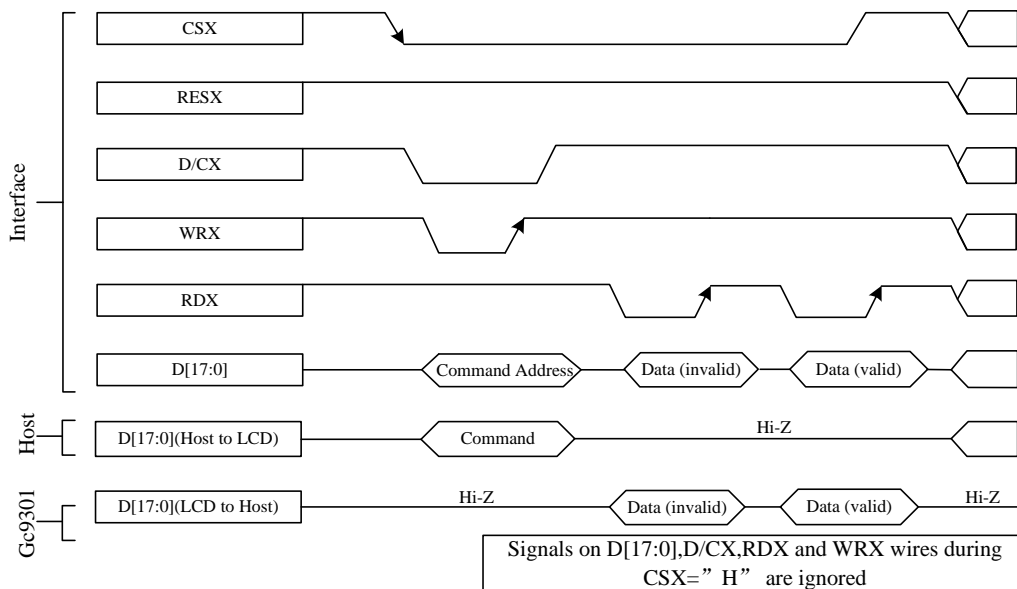 Interface
CSX
RESX
D/CX
WRX
RDX
D[17:0]
Command Address
Data (invalid)
Data (valid)
Host
D[17:0](Host to LCD)
Command
Hi-Z
Gc9301
D[17:0](LCD to Host)
Hi-Z
Data (invalid)
Data (valid)
Hi-Z
Signals on D[17:0],D/CX,RDX and WRX wires during
CSX=”H” are ignored